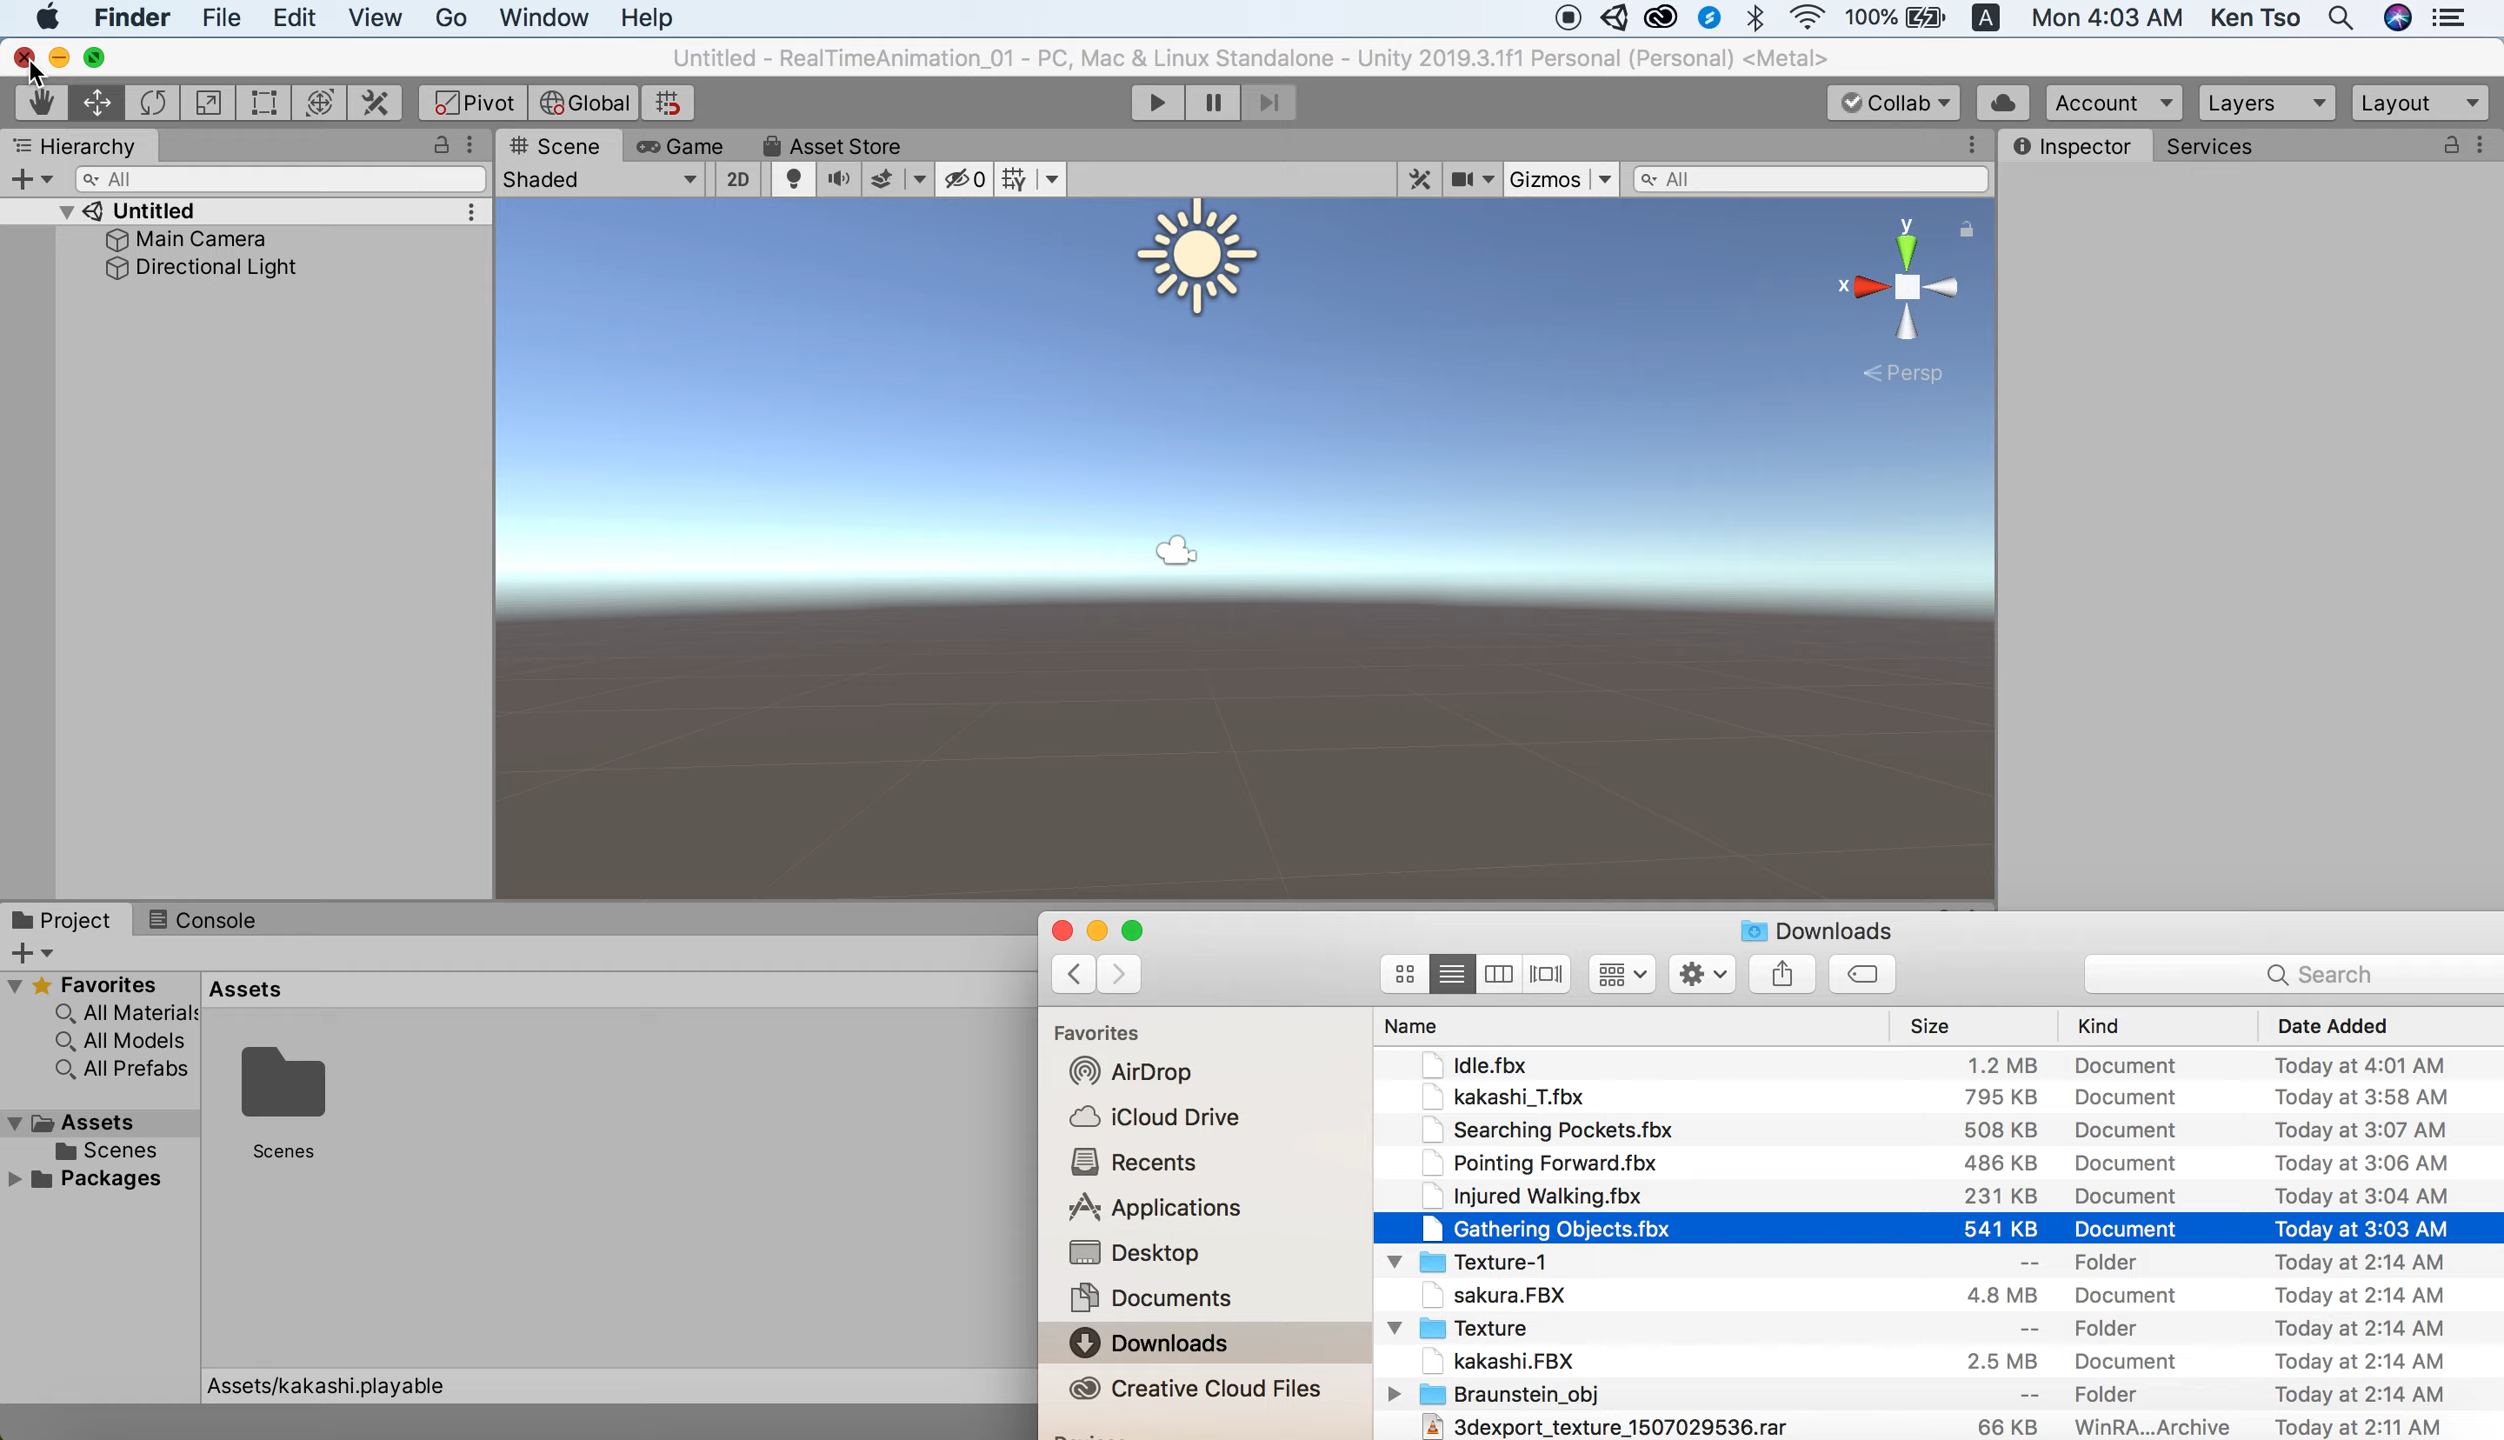 Finder File Edit View Go Window Help 100% A Mon 4:03 AM Ken Tso
Untitled - RealTimeAnimation_01 - PC, Mac & Linux Standalone - Unity 2019.3.1f1 Personal (Personal) <Metal>
Pivot Global Collab Account Layers Layout
Hierarchy Scene Game Asset Store Inspector Services
All Shaded 2D 0 Gizmos All
Untitled
Main Camera
Directional Light
y
x
Persp
Project Console
Favorites
All Materials
All Models
All Prefabs
Assets
Scenes
Packages
Assets
Scenes
Assets/kakashi.playable
Downloads
Search
Favorites
AirDrop
iCloud Drive
Recents
Applications
Desktop
Documents
Downloads
Creative Cloud Files
Name Size Kind Date Added
Idle.fbx 1.2 MB Document Today at 4:01 AM
kakashi_T.fbx 795 KB Document Today at 3:58 AM
Searching Pockets.fbx 508 KB Document Today at 3:07 AM
Pointing Forward.fbx 486 KB Document Today at 3:06 AM
Injured Walking.fbx 231 KB Document Today at 3:04 AM
Gathering Objects.fbx 541 KB Document Today at 3:03 AM
Texture-1 -- Folder Today at 2:14 AM
sakura.FBX 4.8 MB Document Today at 2:14 AM
Texture -- Folder Today at 2:14 AM
kakashi.FBX 2.5 MB Document Today at 2:14 AM
Braunstein_obj -- Folder Today at 2:14 AM
3dexport_texture_1507029536.rar 66 KB WinRA...Archive Today at 2:11 AM